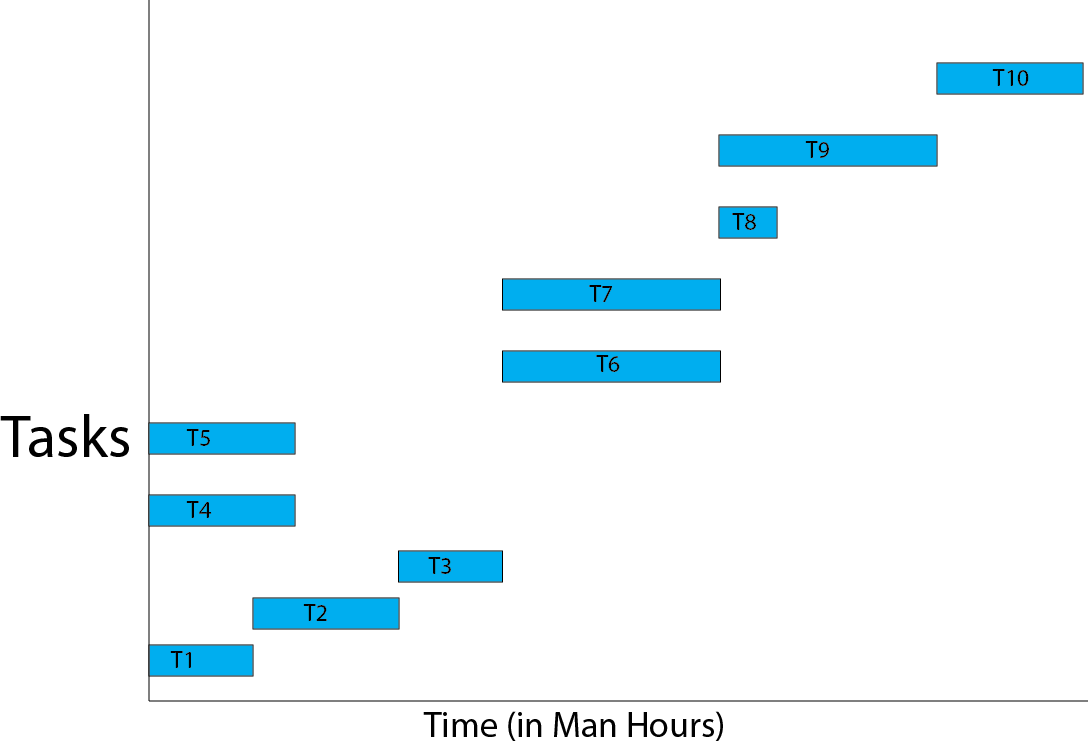 T10
T9
T8
T7
T6
Tasks
T5
T4
T3
T2
T1
Time (in Man Hours)